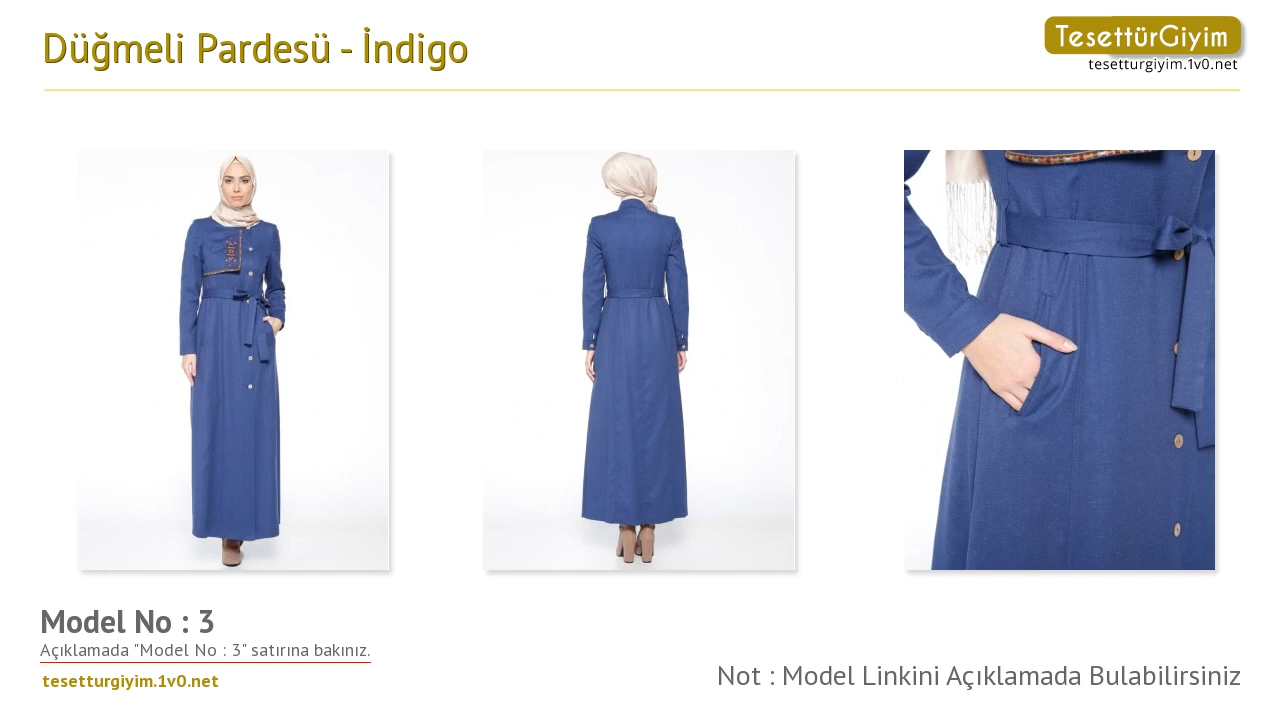 Düğmeli Pardesü - İndigo
TesettürGiyim
tesetturgiyim.1v0.net
Model No : 3
Açıklamada "Model No : 3" satırına bakınız.
tesetturgiyim.1v0.net
Not : Model Linkini Açıklamada Bulabilirsiniz